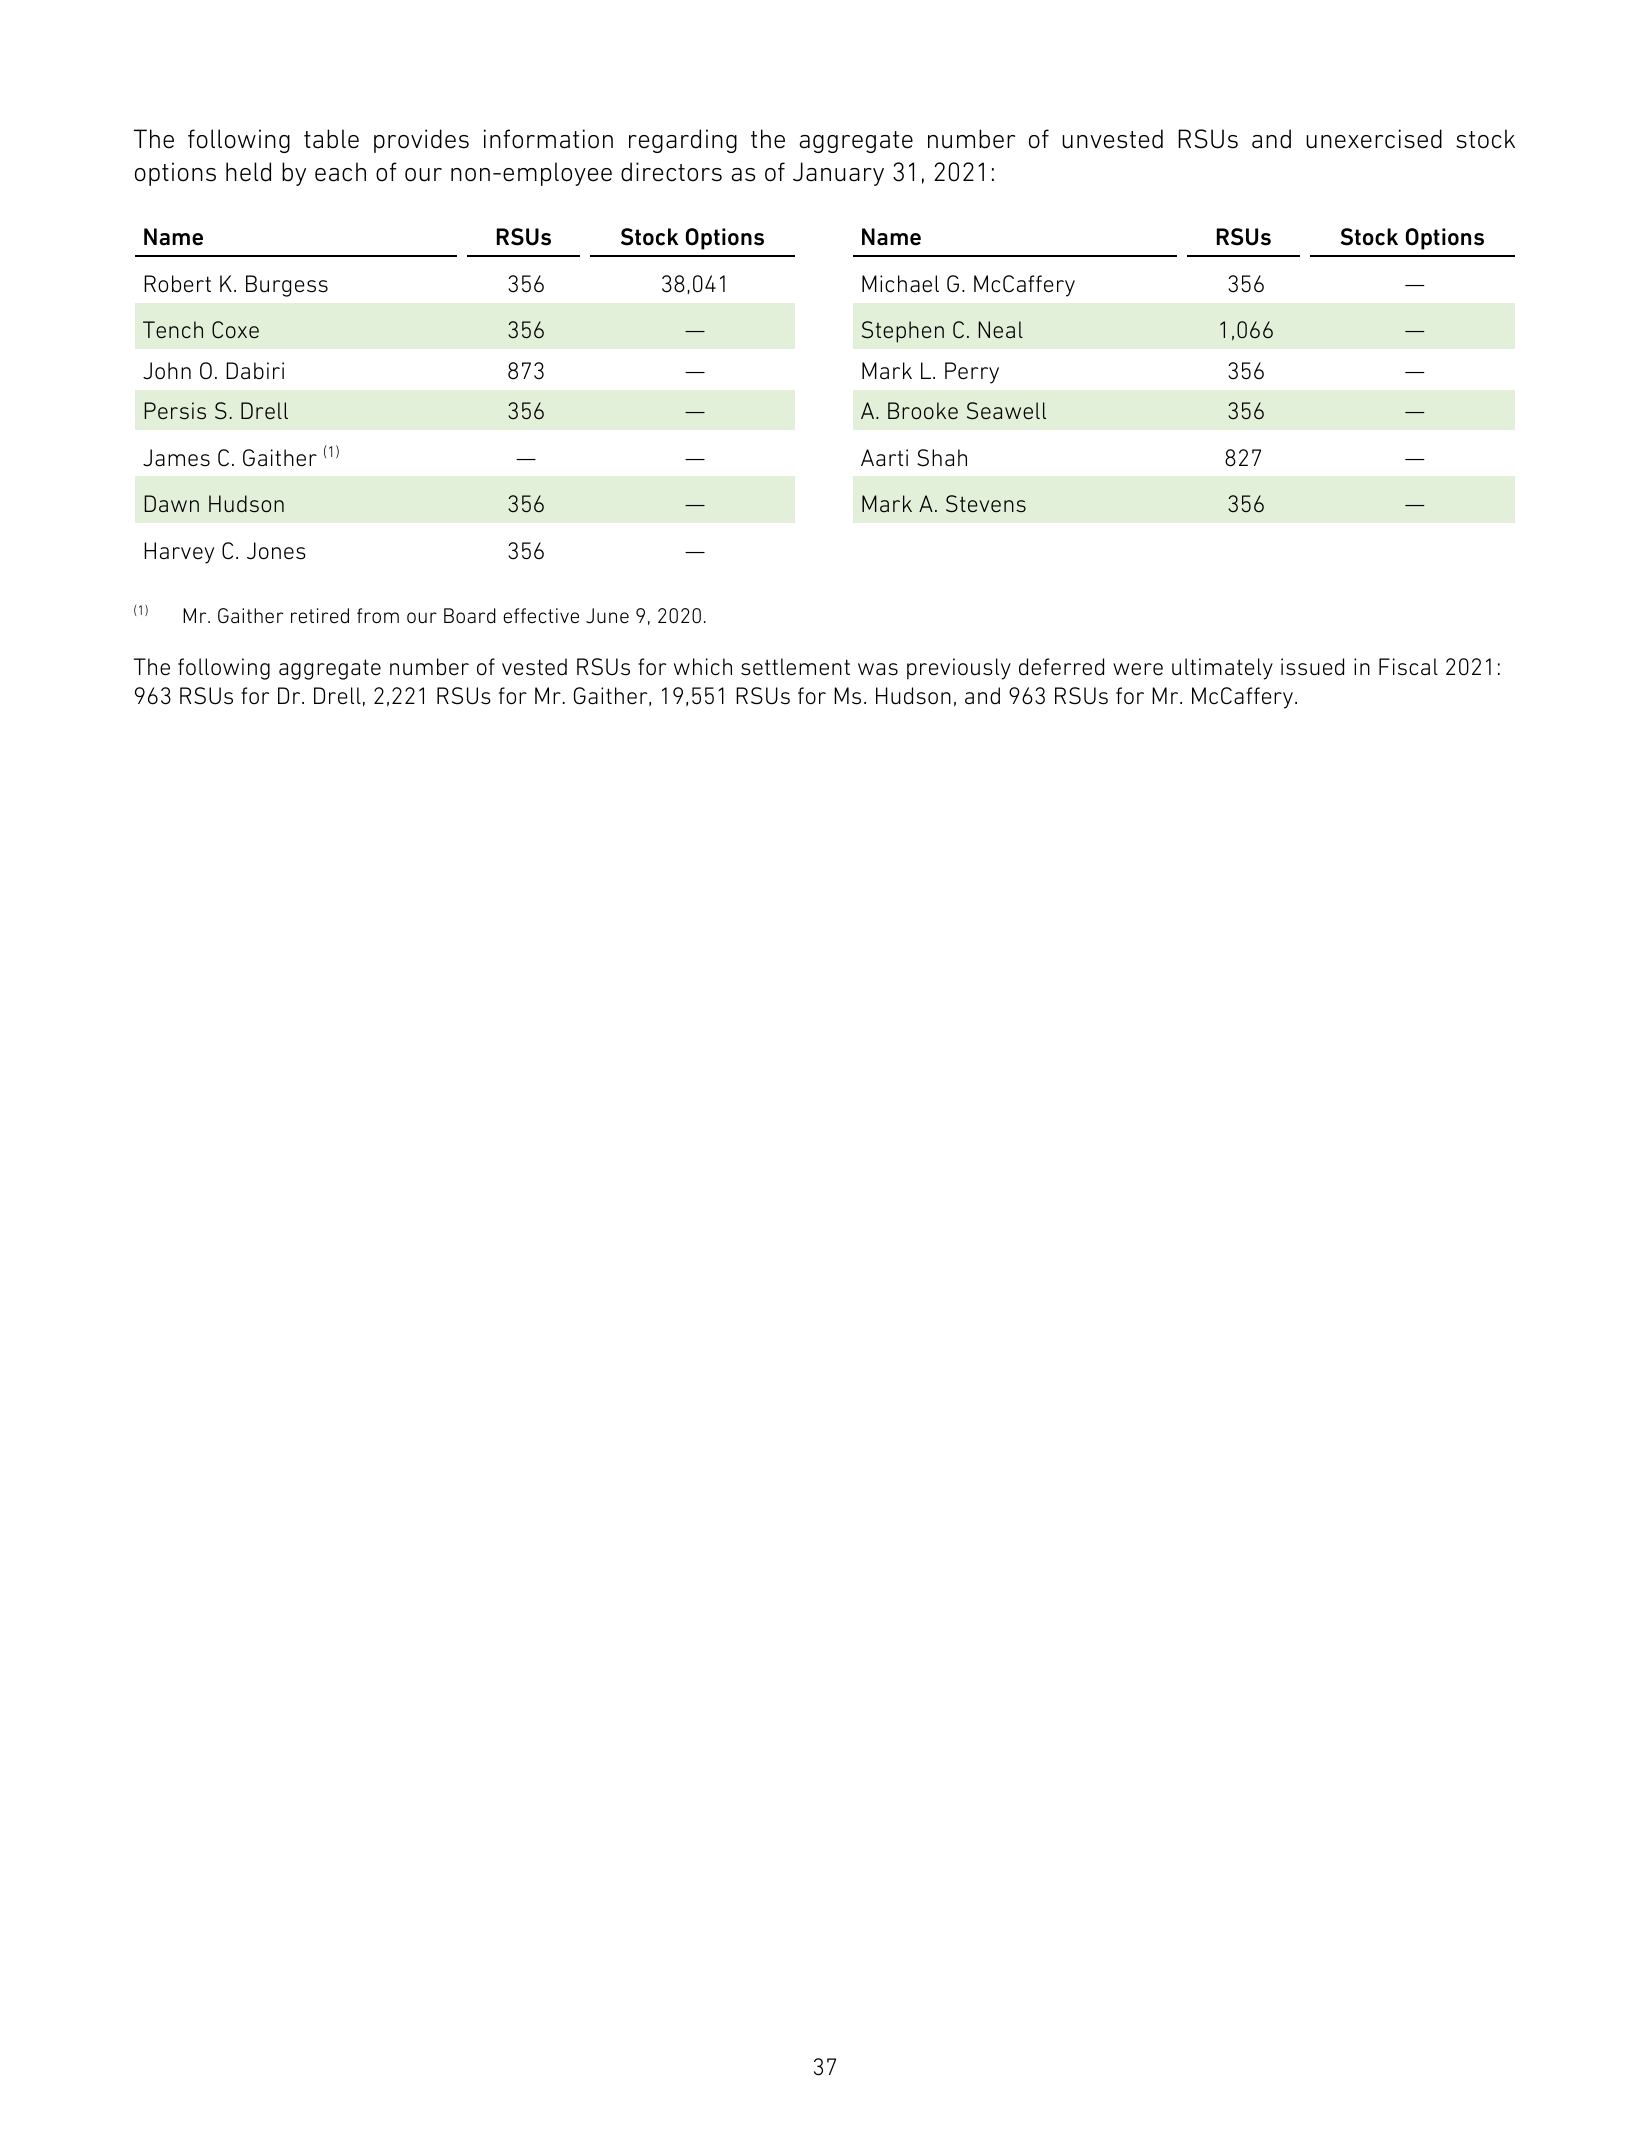 The following table provides information regarding the aggregate number of unvested RSUs and unexercised stock
options held by each of our non-employee directors as of January 31, 2021:
Name RSUs Stock Options Name RSUs Stock Options
Robert K. Burgess 356 38,041 Michael G. McCaffery 356 —
Tench Coxe 356 — Stephen C. Neal 1,066 —
John O. Dabiri 873 — Mark L. Perry 356 —
Persis S. Drell 356 — A. Brooke Seawell 356 —
James C. Gaither (1) — — Aarti Shah 827 —
Dawn Hudson 356 — Mark A. Stevens 356 —
Harvey C. Jones 356 —
(1) Mr. Gaither retired from our Board effective June 9, 2020.
The following aggregate number of vested RSUs for which settlement was previously deferred were ultimately issued in Fiscal 2021:
963 RSUs for Dr. Drell, 2,221 RSUs for Mr. Gaither, 19,551 RSUs for Ms. Hudson, and 963 RSUs for Mr. McCaffery.
37